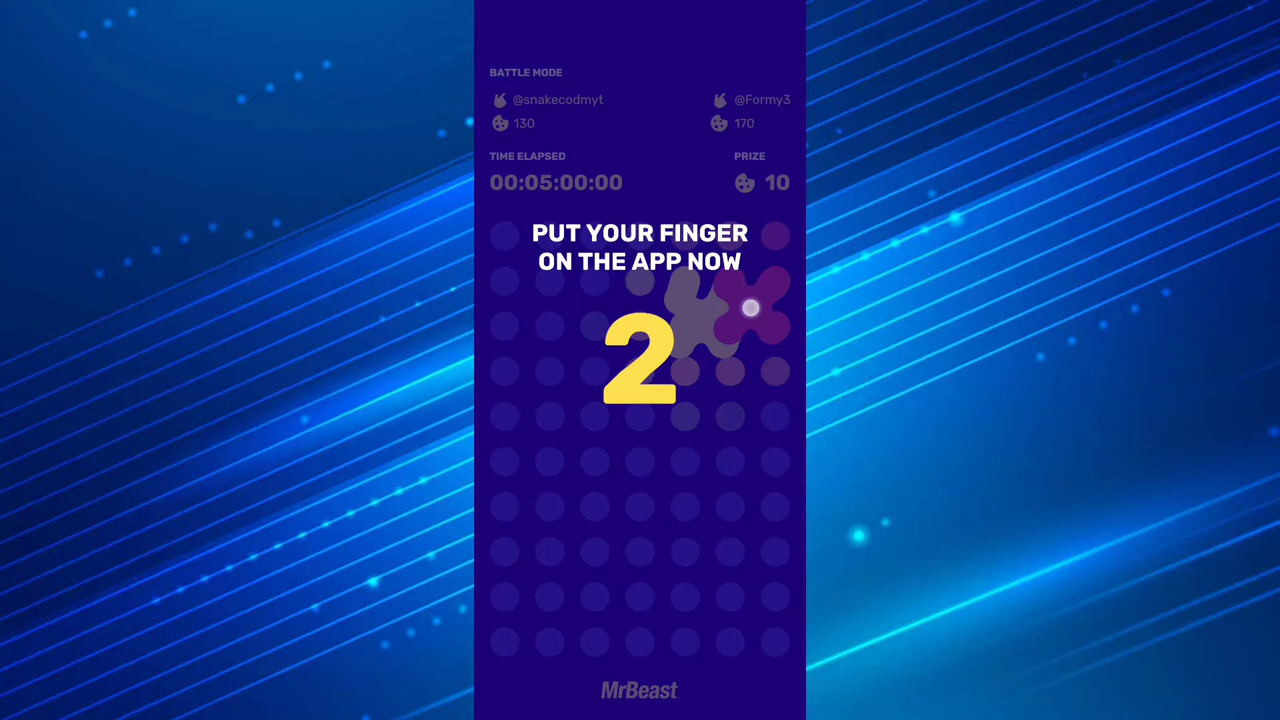 BATTLE MODE
@snakecodmyt @Formy3
130 170
TIME ELAPSED PRIZE
00:05:00:00 10
PUT YOUR FINGER
ON THE APP NOW
2
MrBeast